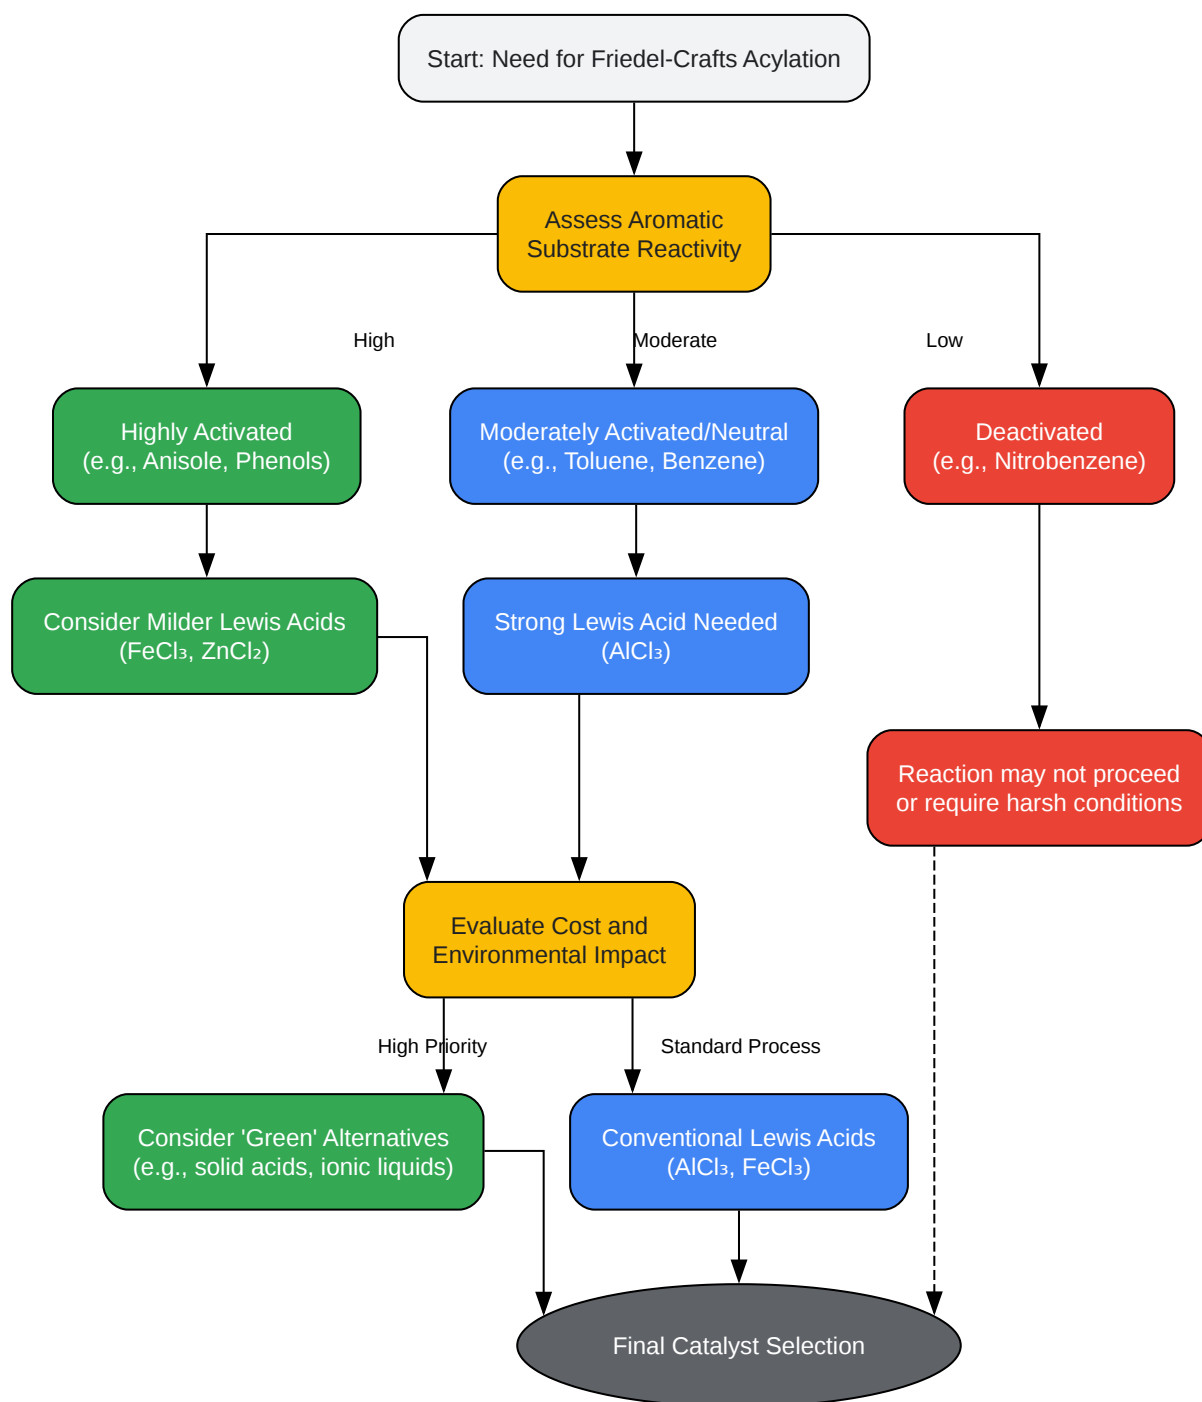 Start: Need for Friedel-Crafts Acylation
Assess Aromatic
Substrate Reactivity
High
Moderate
Low
Highly Activated
(e.g., Anisole, Phenols)
Moderately Activated/Neutral
(e.g., Toluene, Benzene)
Deactivated
(e.g., Nitrobenzene)
Consider Milder Lewis Acids
(FeCl₃, ZnCl₂)
Strong Lewis Acid Needed
(AlCl₃)
Reaction may not proceed
or require harsh conditions
Evaluate Cost and
Environmental Impact
High Priority
Standard Process
Consider 'Green' Alternatives
(e.g., solid acids, ionic liquids)
Conventional Lewis Acids
(AlCl₃, FeCl₃)
Final Catalyst Selection